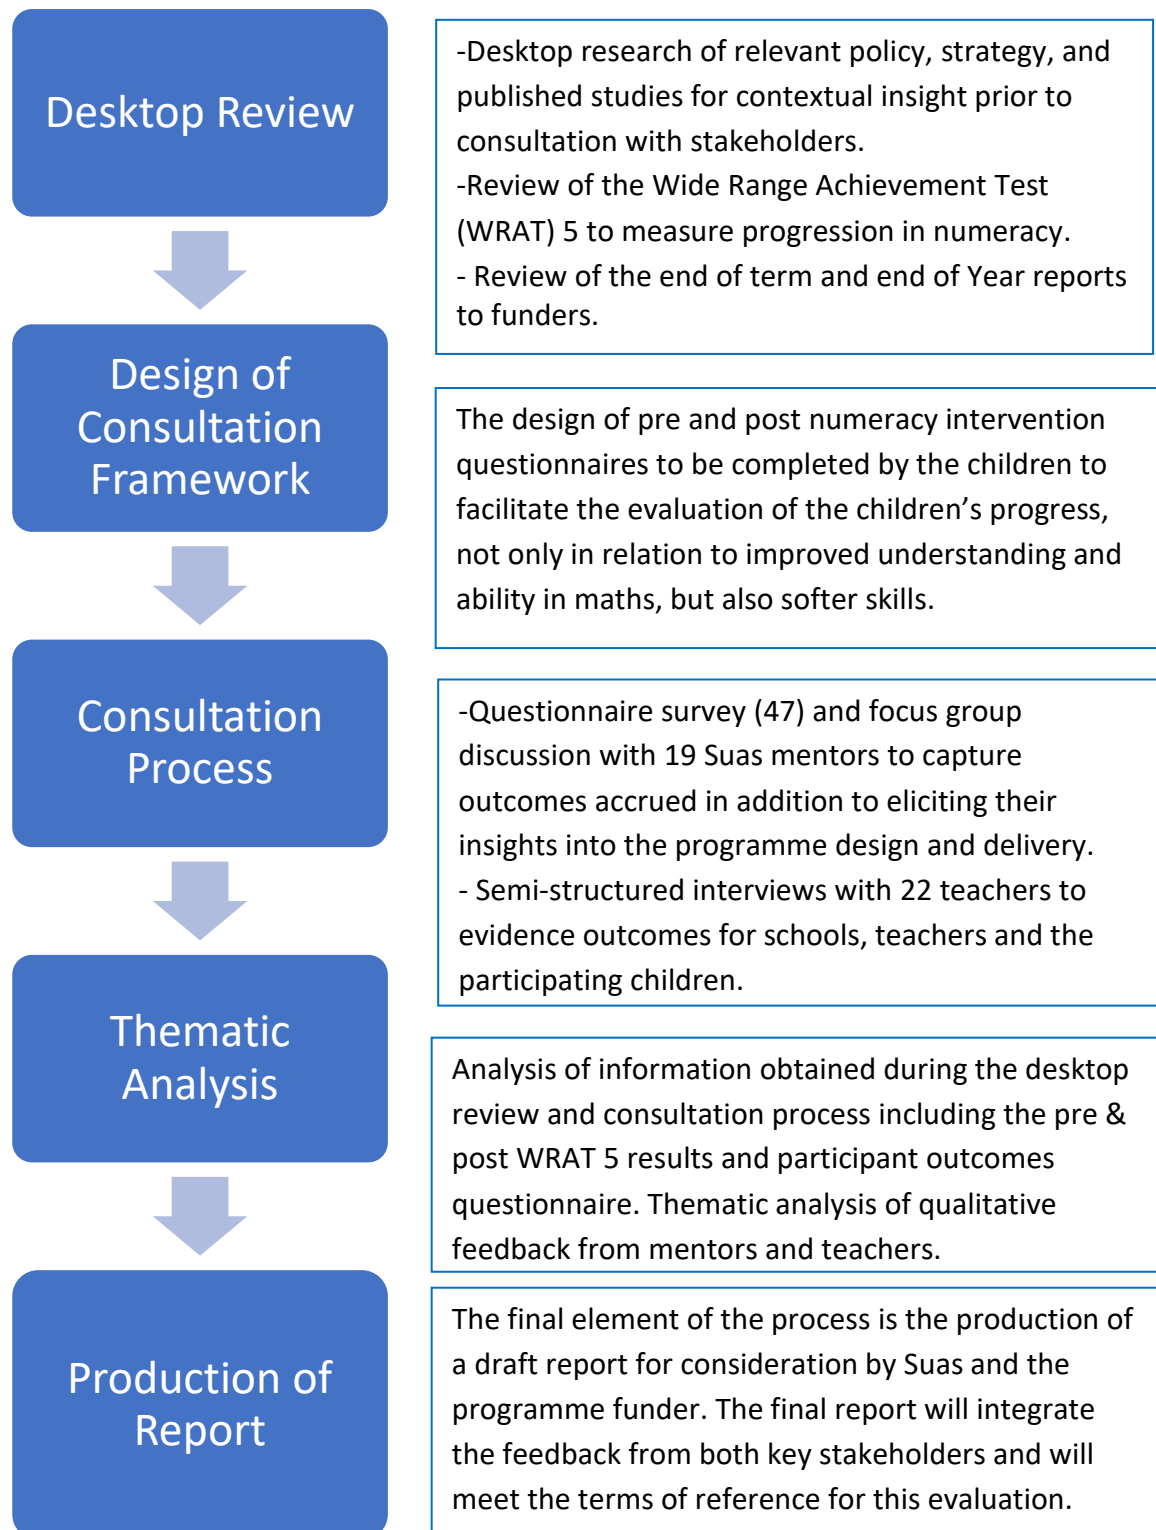 Desktop Review
-Desktop research of relevant policy, strategy, and
published studies for contextual insight prior to
consultation with stakeholders.
-Review of the Wide Range Achievement Test
(WRAT) 5 to measure progression in numeracy.
- Review of the end of term and end of Year reports
to funders.
Design of
Consultation
Framework
The design of pre and post numeracy intervention
questionnaires to be completed by the children to
facilitate the evaluation of the children’s progress,
not only in relation to improved understanding and
ability in maths, but also softer skills.
Consultation
Process
-Questionnaire survey (47) and focus group
discussion with 19 Suas mentors to capture
outcomes accrued in addition to eliciting their
insights into the programme design and delivery.
- Semi-structured interviews with 22 teachers to
evidence outcomes for schools, teachers and the
participating children.
Thematic
Analysis
Analysis of information obtained during the desktop
review and consultation process including the pre &
post WRAT 5 results and participant outcomes
questionnaire. Thematic analysis of qualitative
feedback from mentors and teachers.
Production of
Report
The final element of the process is the production of
a draft report for consideration by Suas and the
programme funder. The final report will integrate
the feedback from both key stakeholders and will
meet the terms of reference for this evaluation.